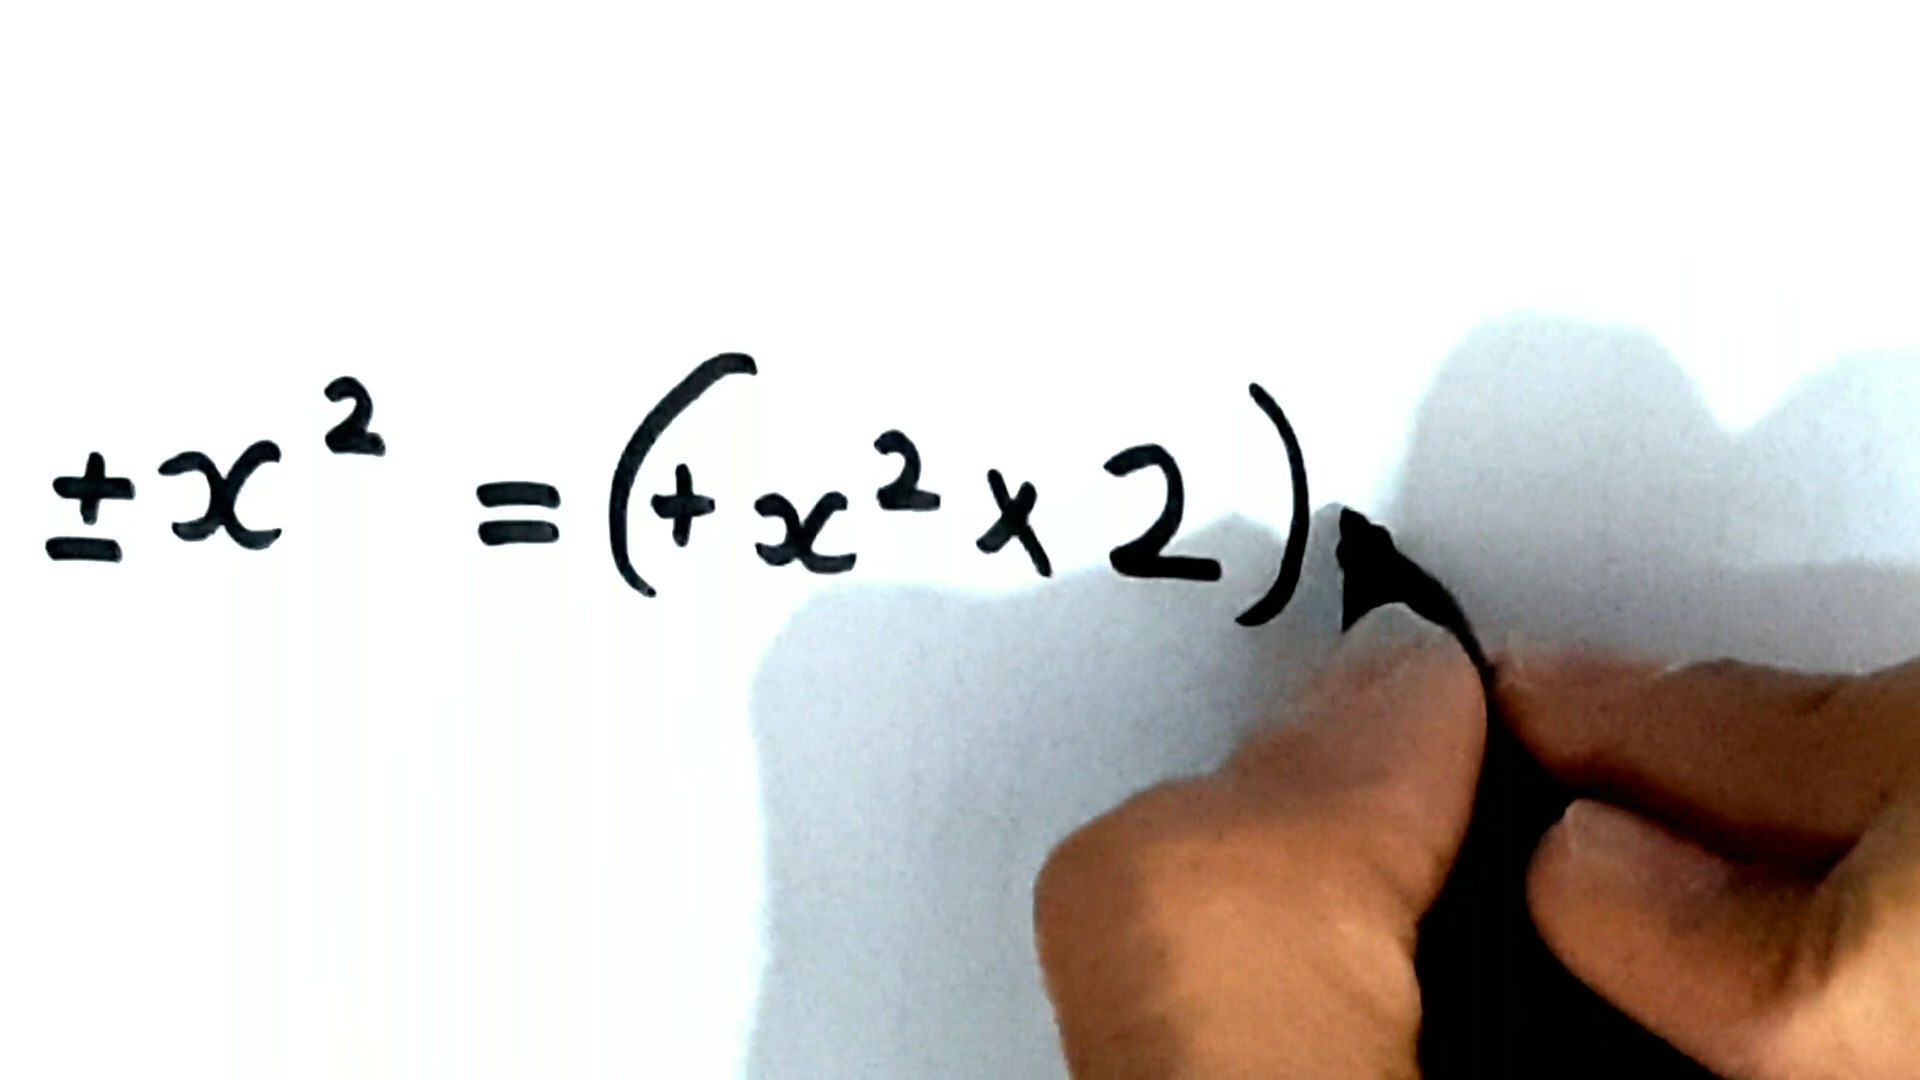 ±x² = (+x² × 2)